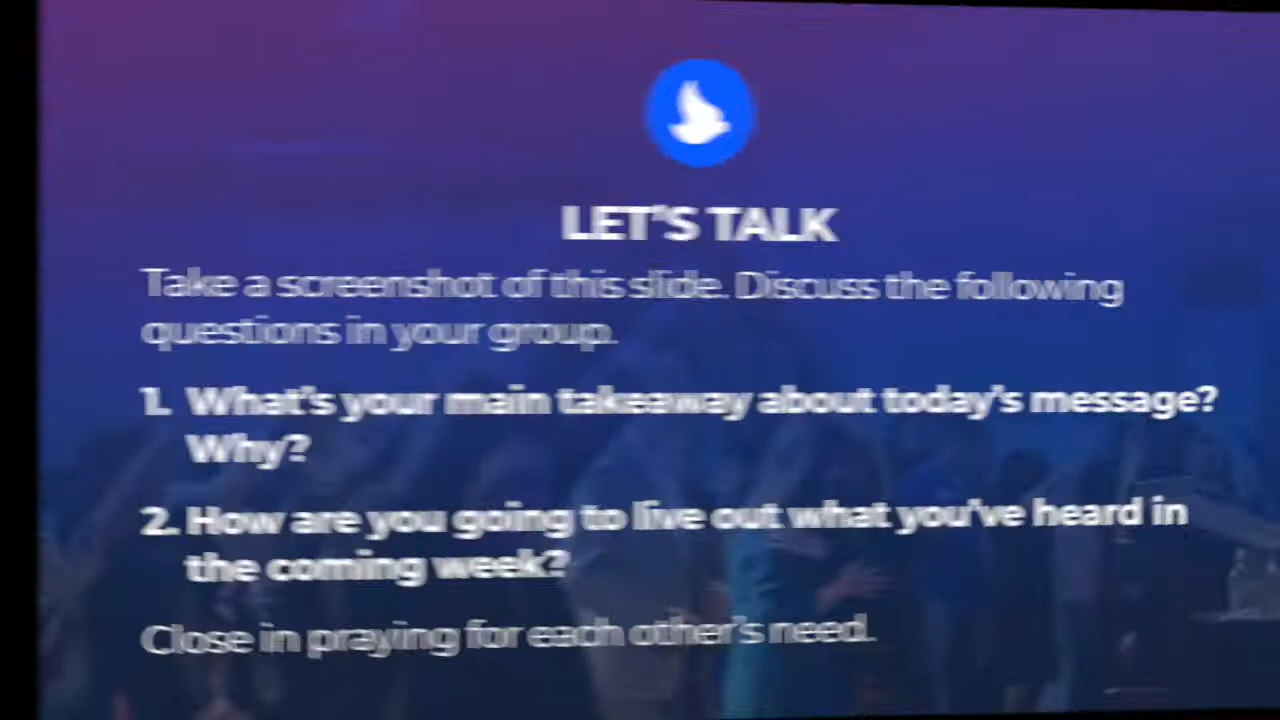 LET'S TALK
Take a screenshot of this slide. Discuss the following
questions in your group.
1. What's your main takeaway about today's message?
Why?
2. How are you going to live out what you've heard in
the coming week?
Close in praying for each other's need.